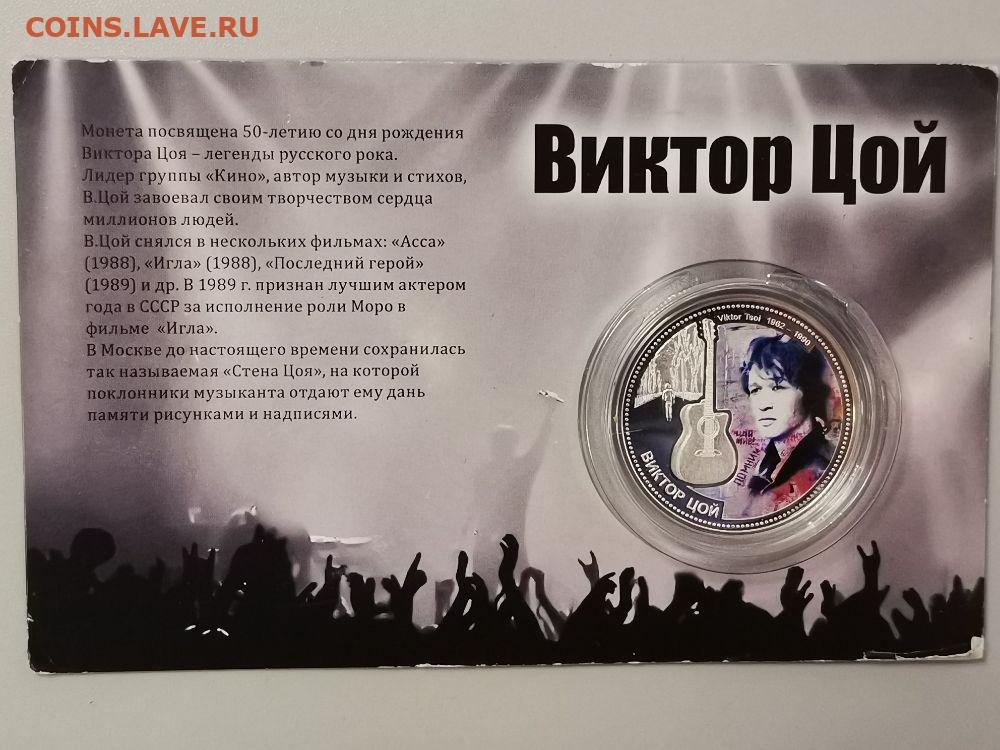 COINS.LAVE.RU
Монета посвящена 50-летию со дня рождения
Виктора Цоя – легенды русского рока.
Лидер группы «Кино», автор музыки и стихов,
В.Цой завоевал своим творчеством сердца
миллионов людей.
В.Цой снялся в нескольких фильмах: «Асса»
(1988), «Игла» (1988), «Последний герой»
(1989) и др. В 1989 г. признан лучшим актером
года в СССР за исполнение роли Моро в
фильме «Игла».
В Москве до настоящего времени сохранилась
так называемая «Стена Цоя», на которой
поклонники музыканта отдают ему дань
памяти рисунками и надписями.
Виктор Цой
Viktor Tsoi 1962 - 1990
ЦОЙ
ЖИВ
ПОМНИМ
ВИКТОР ЦОЙ